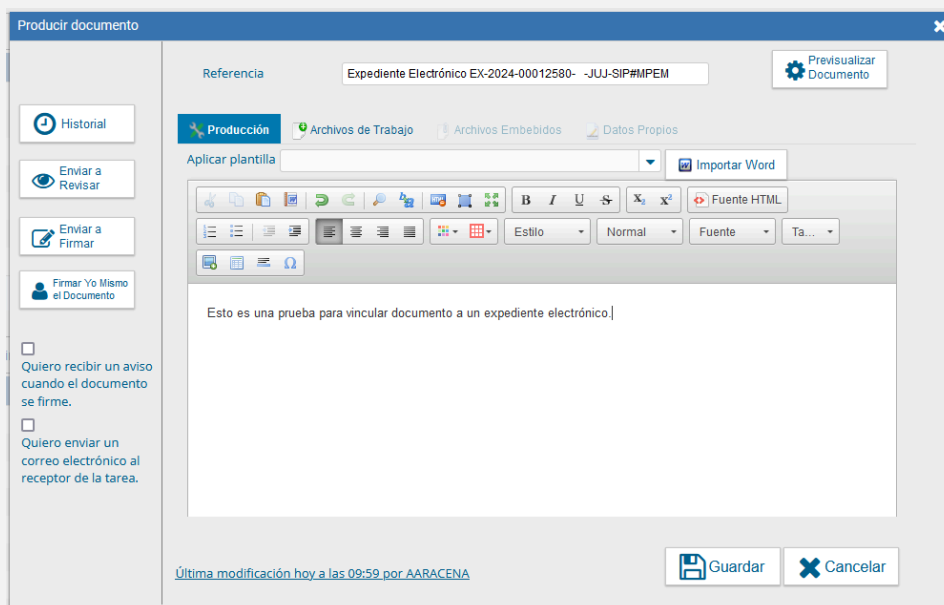 Producir documento
Referencia
Expediente Electrónico EX-2024-00012580-   -JUJ-SIP#MPEM
Previsualizar
Documento
Historial
Enviar a
Revisar
Enviar a
Firmar
Firmar Yo Mismo
el Documento
Quiero recibir un aviso
cuando el documento
se firme.
Quiero enviar un
correo electrónico al
receptor de la tarea.
Producción
Archivos de Trabajo
Archivos Embebidos
Datos Propios
Aplicar plantilla
Importar Word
B I U S X₂ X² Fuente HTML
Estilo
Normal
Fuente
Ta...
Ω
Esto es una prueba para vincular documento a un expediente electrónico.
Última modificación hoy a las 09:59 por AARACENA
Guardar
Cancelar